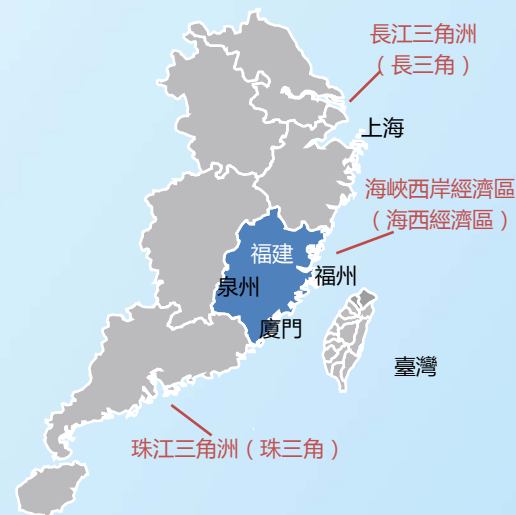 長江三角洲
（長三角）
上海
海峽西岸經濟區
（海西經濟區）
福建
泉州
福州
廈門
臺灣
珠江三角洲（珠三角）